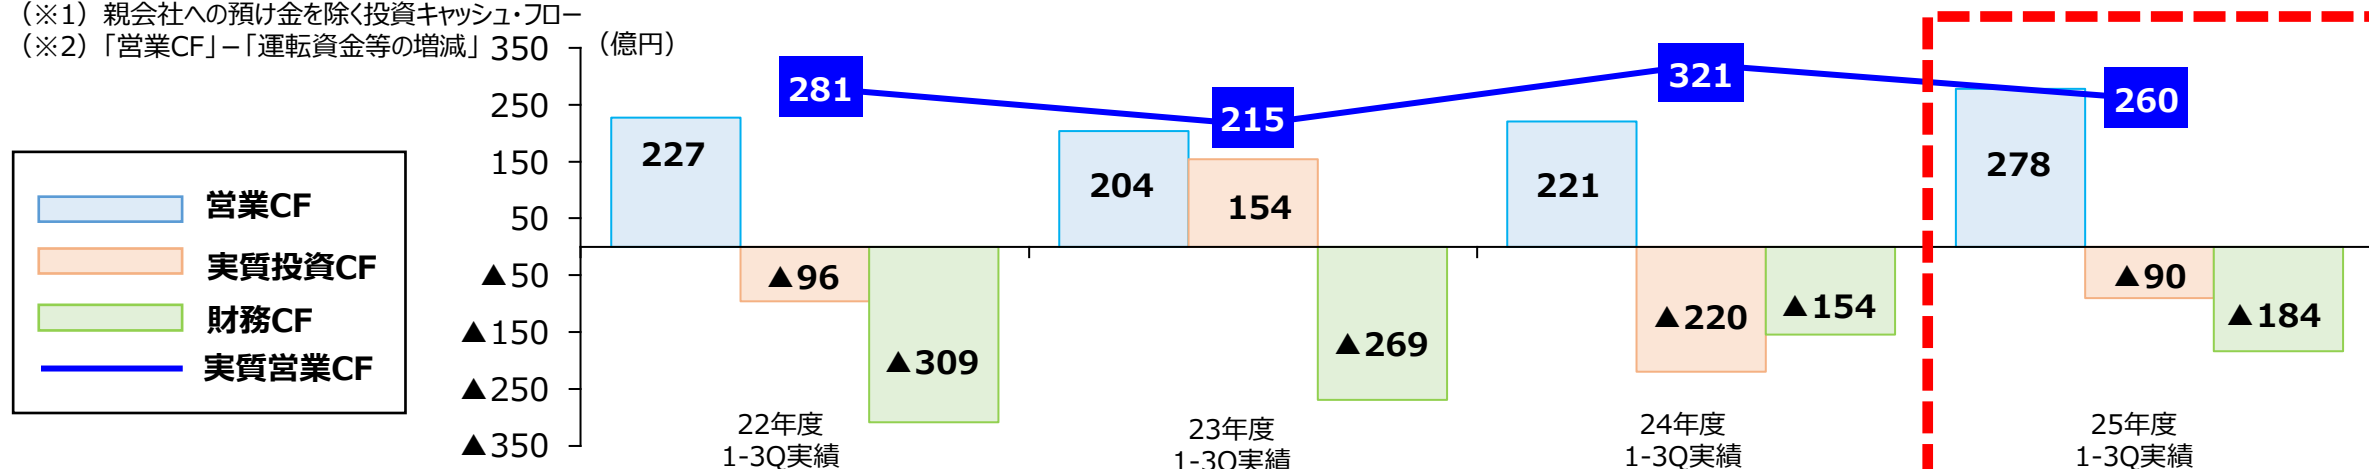 （※1）親会社への預け金を除く投資キャッシュ・フロー
（※2）「営業CF」－「運転資金等の増減」
（億円）
350
250
150
50
▲50
▲150
▲250
▲350
営業CF
実質投資CF
財務CF
実質営業CF
281
215
321
260
227
▲96
▲309
204
154
▲269
221
▲220
▲154
278
▲90
▲184
22年度
1-3Q実績
23年度
1-3Q実績
24年度
1-3Q実績
25年度
1-3Q実績